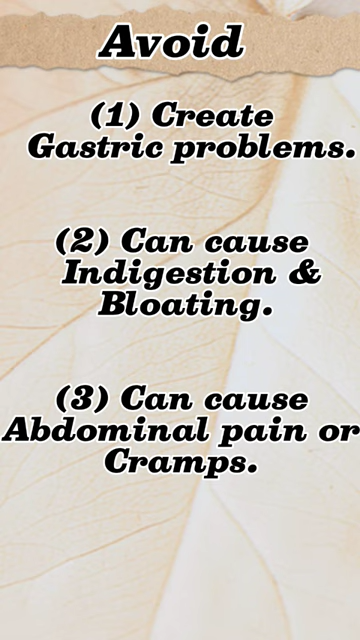 Avoid
(1) Create
Gastric problems.
(2) Can cause
Indigestion &
Bloating.
(3) Can cause
Abdominal pain or
Cramps.